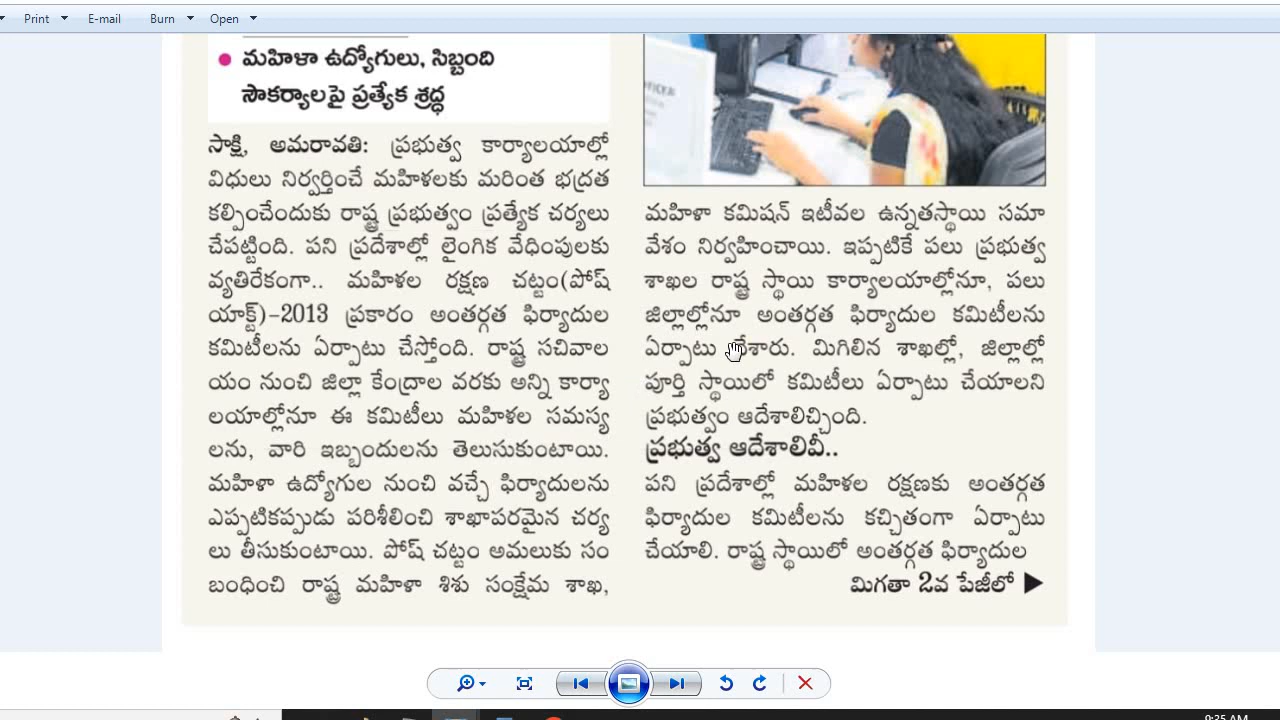 Print
E-mail
Burn
Open
మహిళా ఉద్యోగులు, సిబ్బంది
సౌకర్యాలపై ప్రత్యేక శ్రద్ధ
సాక్షి, అమరావతి: ప్రభుత్వ కార్యాలయాల్లో
విధులు నిర్వర్తించే మహిళలకు మరింత భద్రత
కల్పించేందుకు రాష్ట్ర ప్రభుత్వం ప్రత్యేక చర్యలు
చేపట్టింది. పని ప్రదేశాల్లో లైంగిక వేధింపులకు
వ్యతిరేకంగా.. మహిళల రక్షణ చట్టం(పోష్
యాక్ట్)-2013 ప్రకారం అంతర్గత ఫిర్యాదుల
కమిటీలను ఏర్పాటు చేస్తోంది. రాష్ట్ర సచివాల
యం నుంచి జిల్లా కేంద్రాల వరకు అన్ని కార్యా
లయాల్లోనూ ఈ కమిటీలు మహిళల సమస్య
లను, వారి ఇబ్బందులను తెలుసుకుంటాయి.
మహిళా ఉద్యోగుల నుంచి వచ్చే ఫిర్యాదులను
ఎప్పటికప్పుడు పరిశీలించి శాఖాపరమైన చర్య
లు తీసుకుంటాయి. పోష్ చట్టం అమలుకు సం
బంధించి రాష్ట్ర మహిళా శిశు సంక్షేమ శాఖ,
మహిళా కమిషన్ ఇటీవల ఉన్నతస్థాయి సమా
వేశం నిర్వహించాయి. ఇప్పటికే పలు ప్రభుత్వ
శాఖల రాష్ట్ర స్థాయి కార్యాలయాల్లోనూ, పలు
జిల్లాల్లోనూ అంతర్గత ఫిర్యాదుల కమిటీలను
ఏర్పాటు చేశారు. మిగిలిన శాఖల్లో, జిల్లాల్లో
పూర్తి స్థాయిలో కమిటీలు ఏర్పాటు చేయాలని
ప్రభుత్వం ఆదేశాలిచ్చింది.
ప్రభుత్వ ఆదేశాలివీ..
పని ప్రదేశాల్లో మహిళల రక్షణకు అంతర్గత
ఫిర్యాదుల కమిటీలను కచ్చితంగా ఏర్పాటు
చేయాలి. రాష్ట్ర స్థాయిలో అంతర్గత ఫిర్యాదుల
మిగతా 2వ పేజీలో
9:35 AM